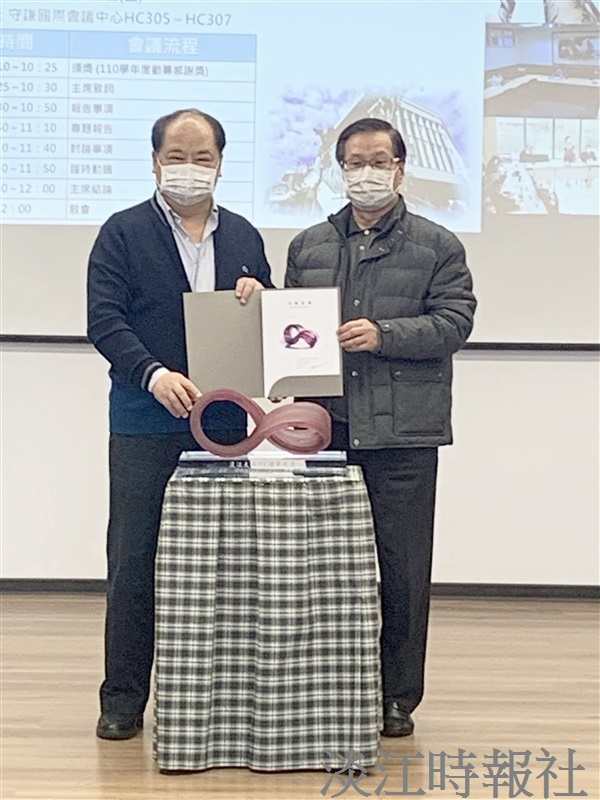 守謙國際會議中心HC305～HC307
時間 會議流程
10～10：25 頒獎 (110學年度勸募感謝獎)
25～10：30 主席致詞
30～10：50 報告事項
50～11：10 專題報告
10～11：40 討論事項
40～11：50 臨時動議
50～12：00 主席結論
12：00 散會
淡江時報社